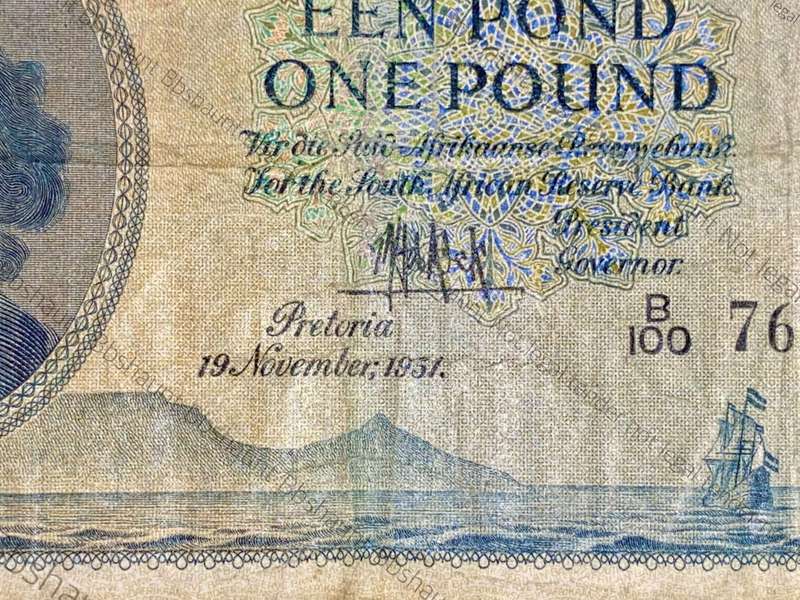 EEN POND
ONE POUND
Vir die Suid-Afrikaanse Reserwebank.
For the South African Reserve Bank.
President
Governor.
Pretoria
19 November, 1951.
B
100 76